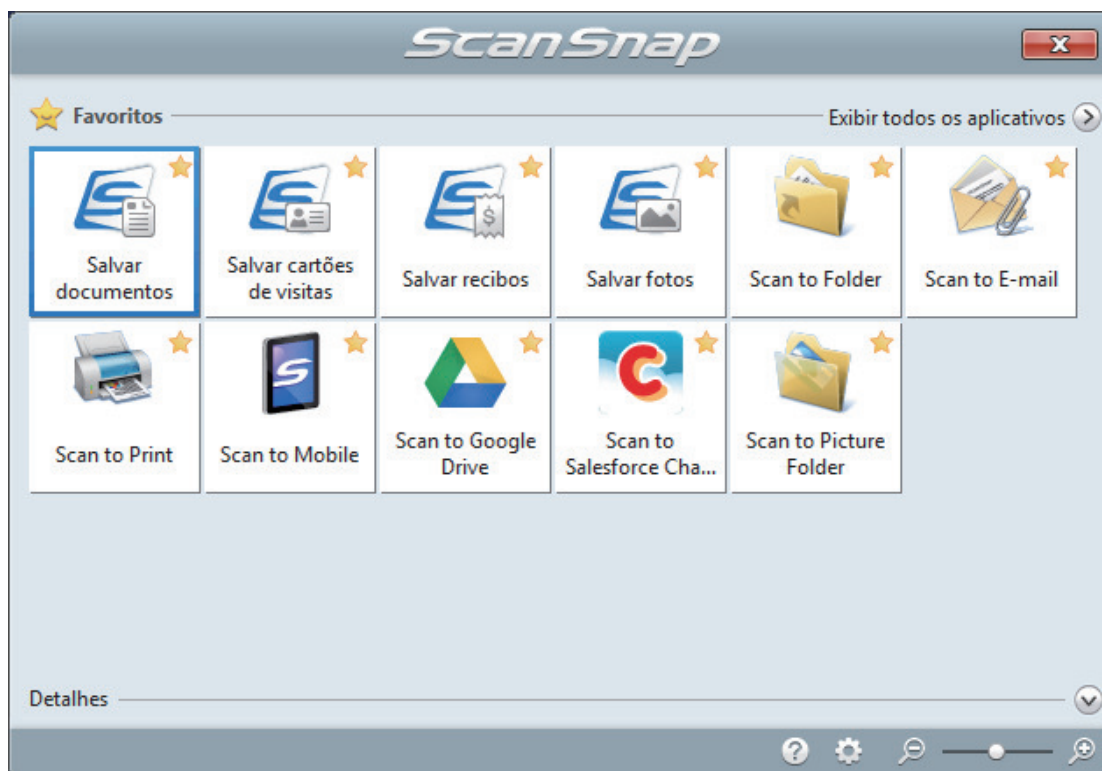 ScanSnap
Favoritos
Exibir todos os aplicativos
Salvar
documentos
Salvar cartões
de visitas
Salvar recibos
Salvar fotos
Scan to Folder
Scan to E-mail
Scan to Print
Scan to Mobile
Scan to Google
Drive
Scan to
Salesforce Cha...
Scan to Picture
Folder
Detalhes